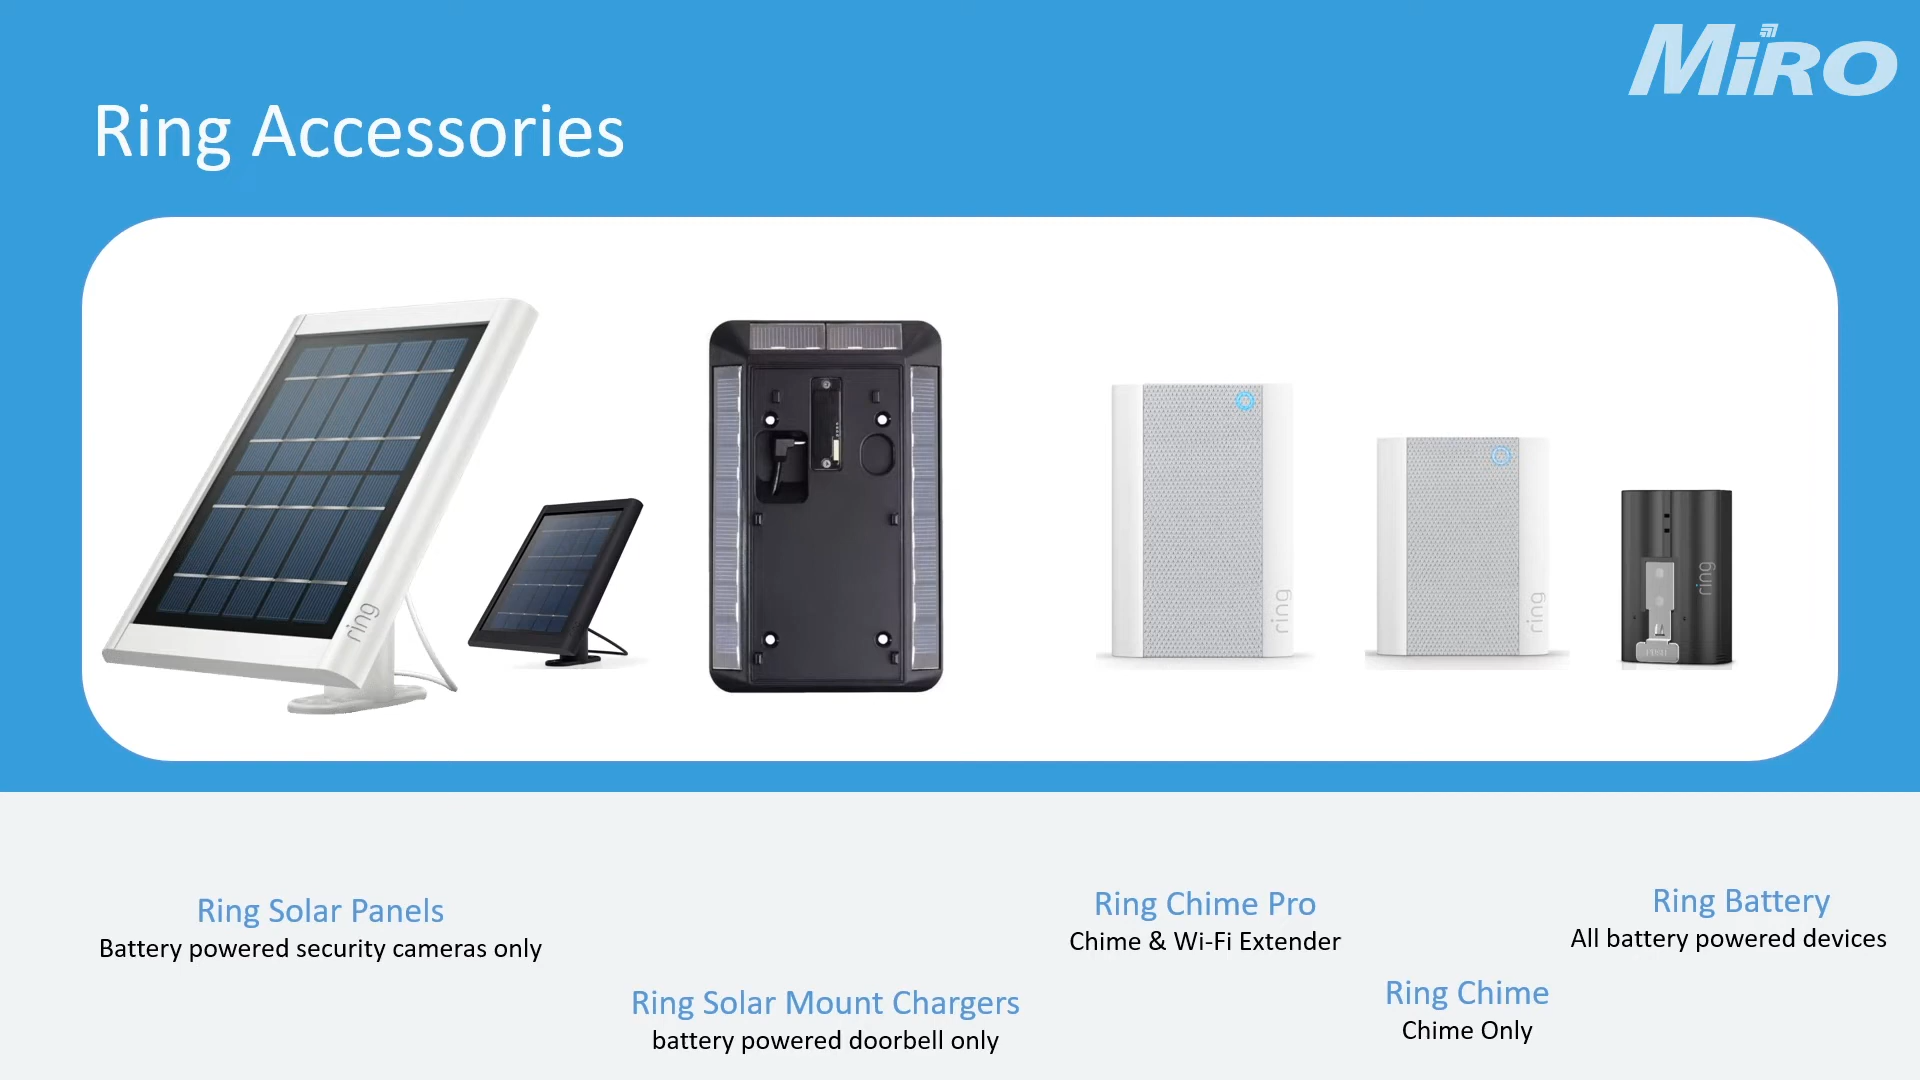 MiRO
Ring Accessories
ring
ring
ring
ring
Ring Solar Panels
Battery powered security cameras only
Ring Solar Mount Chargers
battery powered doorbell only
Ring Chime Pro
Chime & Wi-Fi Extender
Ring Chime
Chime Only
Ring Battery
All battery powered devices